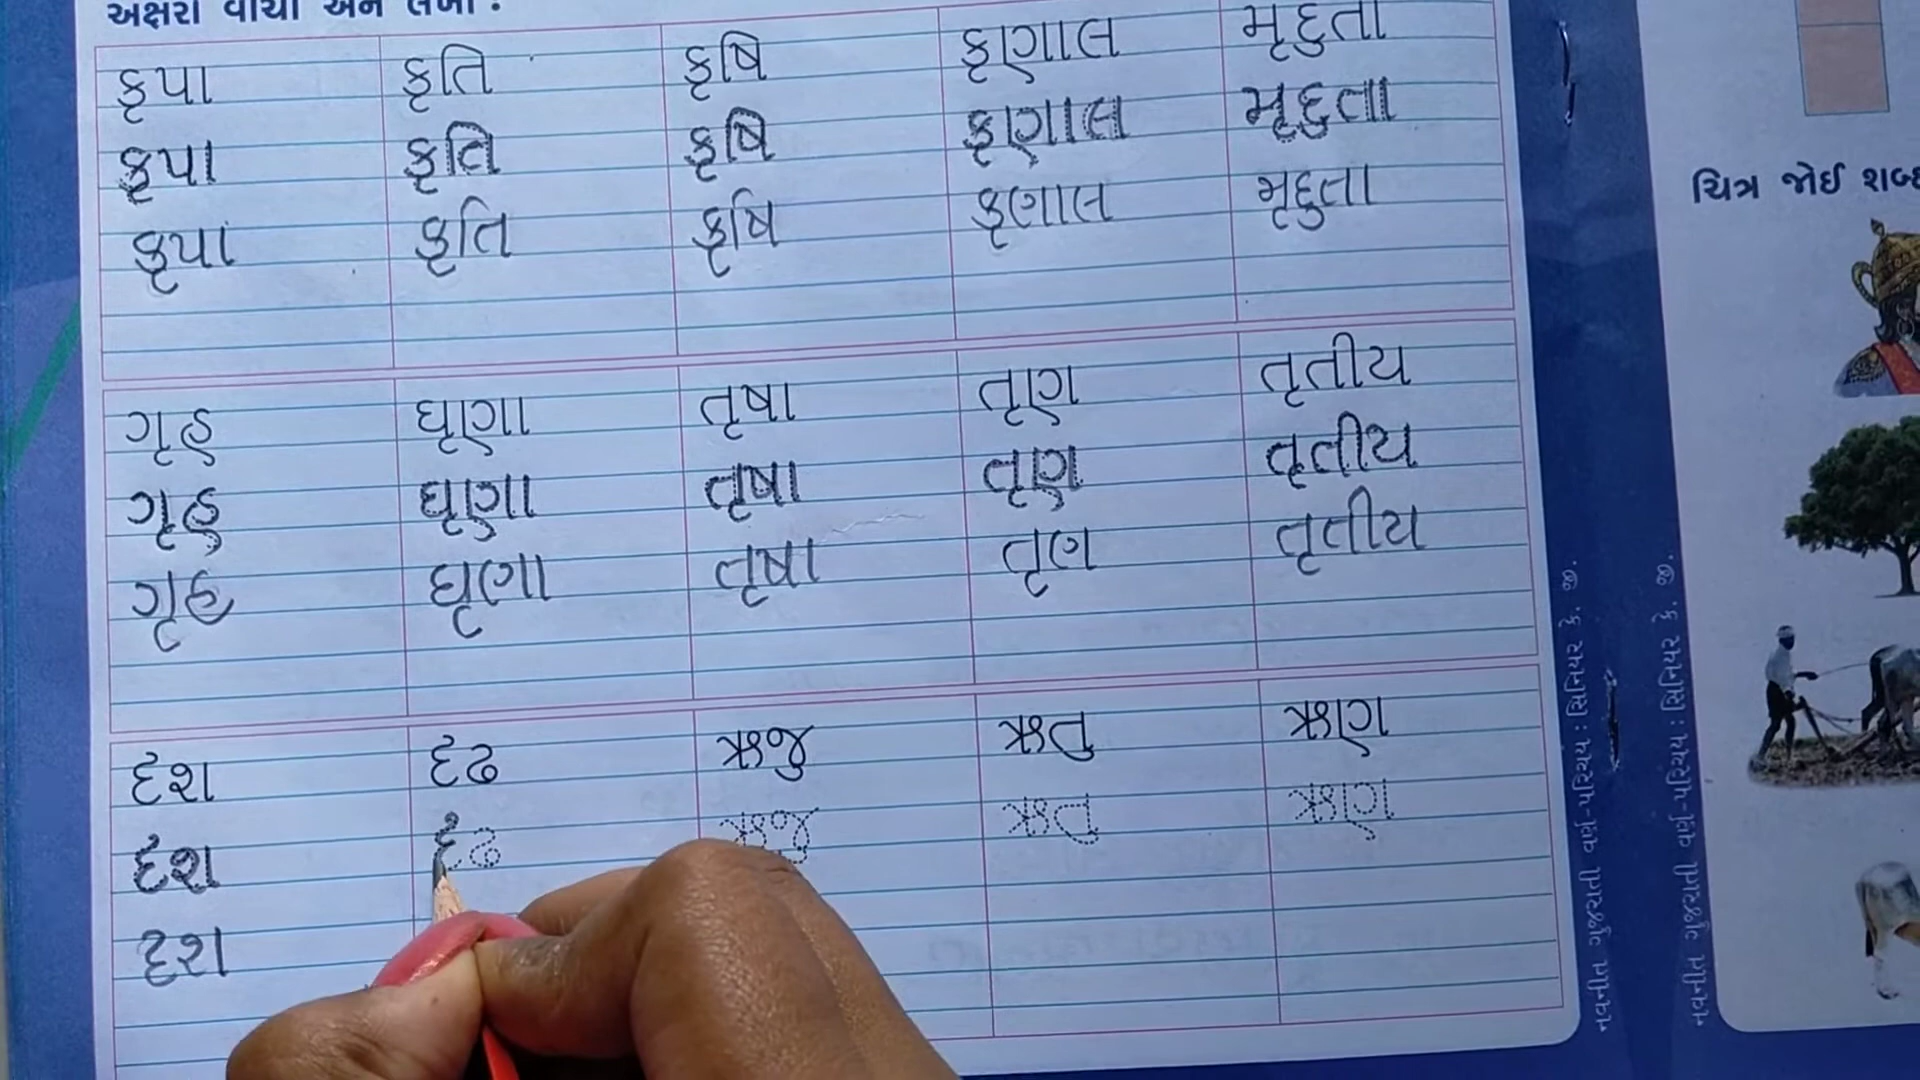 અક્ષરો વાંચો અને લખો :
કૃપા કૃતિ કૃષિ કૃણાલ મૃદુતા
કૃપા કૃતિ કૃષિ કૃણાલ મૃદુતા
કૃપા કૃતિ કૃષિ કૃણાલ મૃદુતા
ગૃહ ઘૃણા તૃષા તૃણ તૃતીય
ગૃહ ઘૃણા તૃષા તૃણ તૃતીય
ગૃહ ઘૃણા તૃષા તૃણ તૃતીય
દૃશ દૃઢ ઋજુ ઋતુ ઋણ
દૃશ દૃઢ ઋજુ ઋતુ ઋણ
દૃશ
નવનીત ગુજરાતી વર્ણ-પરિચય : સિનિયર કે. જી.
નવનીત ગુજરાતી વર્ણ-પરિચય : સિનિયર કે. જી.
ચિત્ર જોઈ